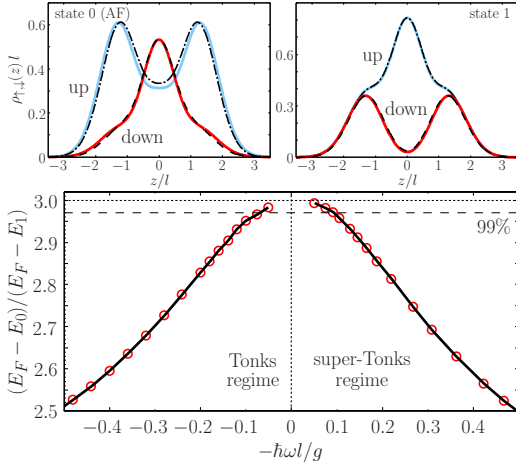 state 0 (AF)
state 1
0.6
0.4
0.2
0
ρ↑,↓(z) l
up
down
−3 −2 −1 0 1 2 3
z/l
0.9
0.6
0.3
0
up
down
−3 −2 −1 0 1 2 3
z/l
3.0
2.9
2.8
2.7
2.6
2.5
(E_F − E_0)/(E_F − E_1)
99%
Tonks
regime
super-Tonks
regime
−0.4 −0.3 −0.2 −0.1 0 0.1 0.2 0.3 0.4
−ℏωl/g